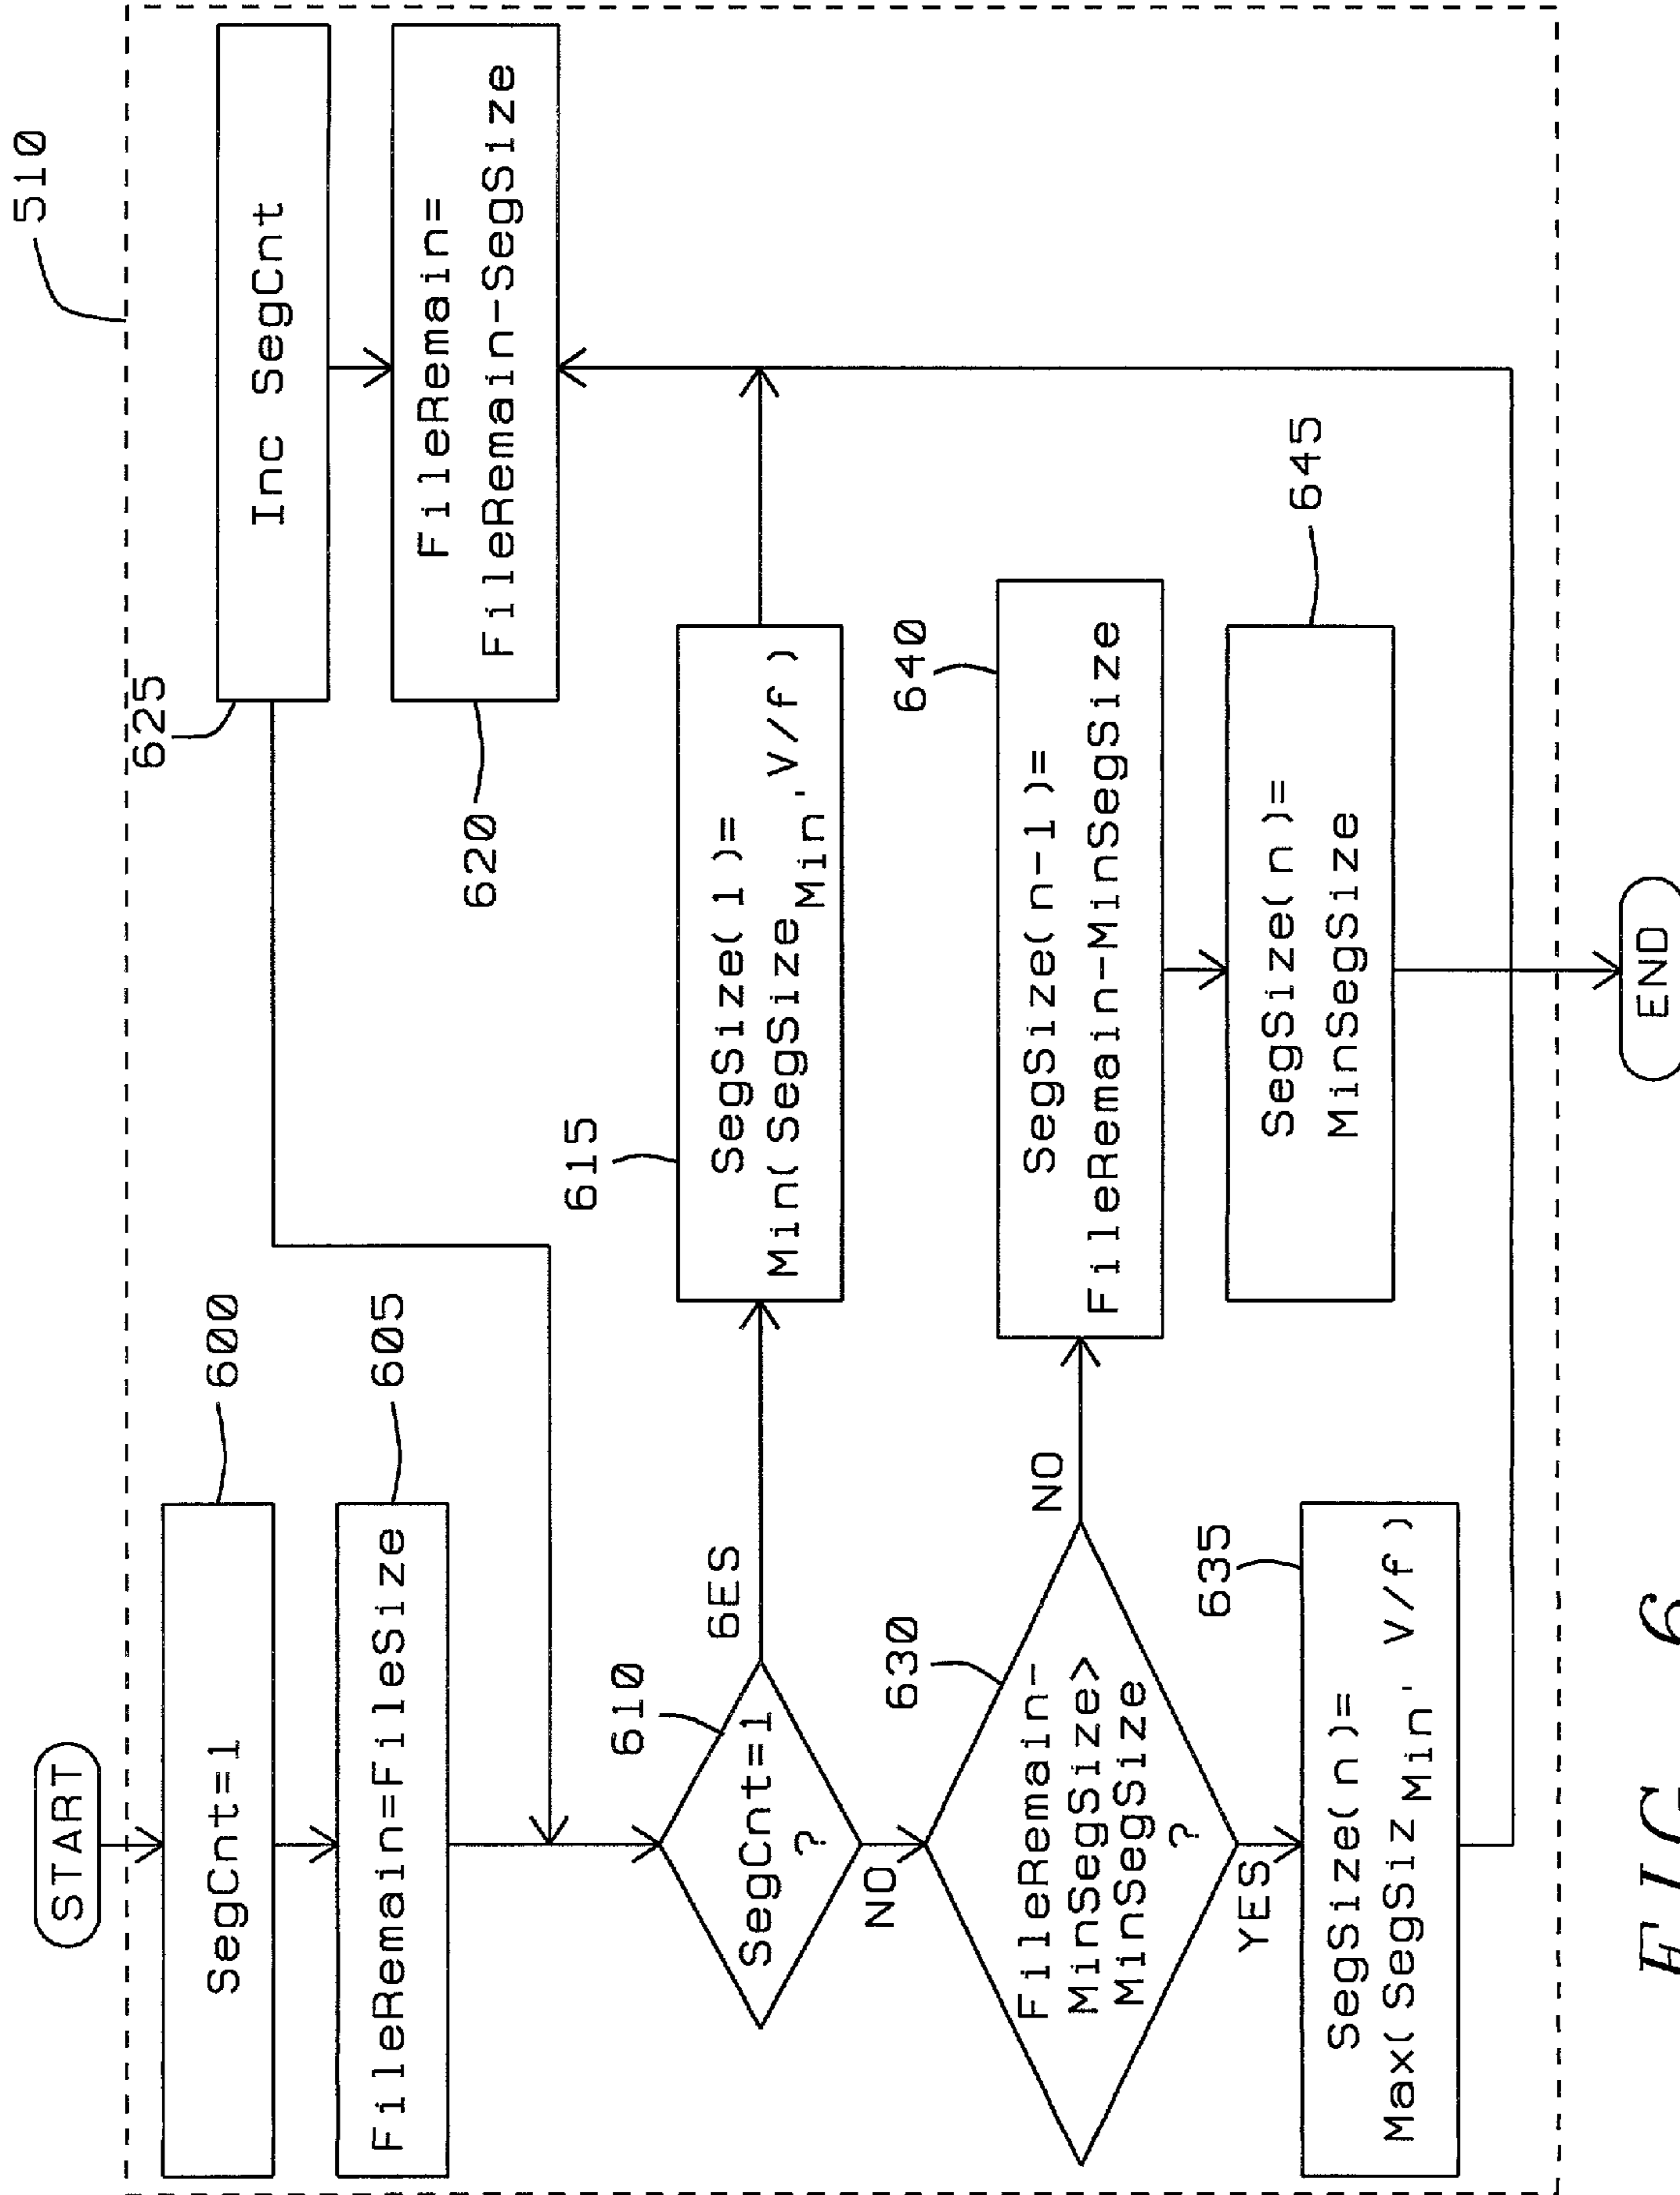 510
START
SegCnt=1
600
FileRemain=FileSize
605
625
Inc SegCnt
FileRemain=
FileRemain-SegSize
620
610
SegCnt=1
?
6ES
NO
615
SegSize(1)=
Min(SegSizeMin' V/f)
630
FileRemain-
MinSegSize>
MinSegSize
?
NO
YES
640
SegSize(n-1)=
FileRemain-MinSegSize
645
SegSize(n)=
MinSegSize
635
SegSize(n)=
Max(SegSizMin' V/f)
END
FIG 6